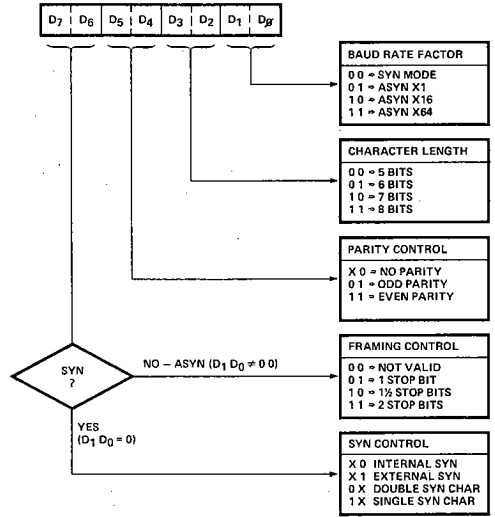 D7 D6 D5 D4 D3 D2 D1 D0
BAUD RATE FACTOR
0 0 = SYN MODE
0 1 = ASYN X1
1 0 = ASYN X16
1 1 = ASYN X64
CHARACTER LENGTH
0 0 = 5 BITS
0 1 = 6 BITS
1 0 = 7 BITS
1 1 = 8 BITS
PARITY CONTROL
X 0 = NO PARITY
0 1 = ODD PARITY
1 1 = EVEN PARITY
FRAMING CONTROL
0 0 = NOT VALID
0 1 = 1 STOP BIT
1 0 = 1½ STOP BITS
1 1 = 2 STOP BITS
SYN
?
NO – ASYN (D1 D0 ≠ 0 0)
YES
(D1 D0 = 0)
SYN CONTROL
X 0 INTERNAL SYN
X 1 EXTERNAL SYN
0 X DOUBLE SYN CHAR
1 X SINGLE SYN CHAR